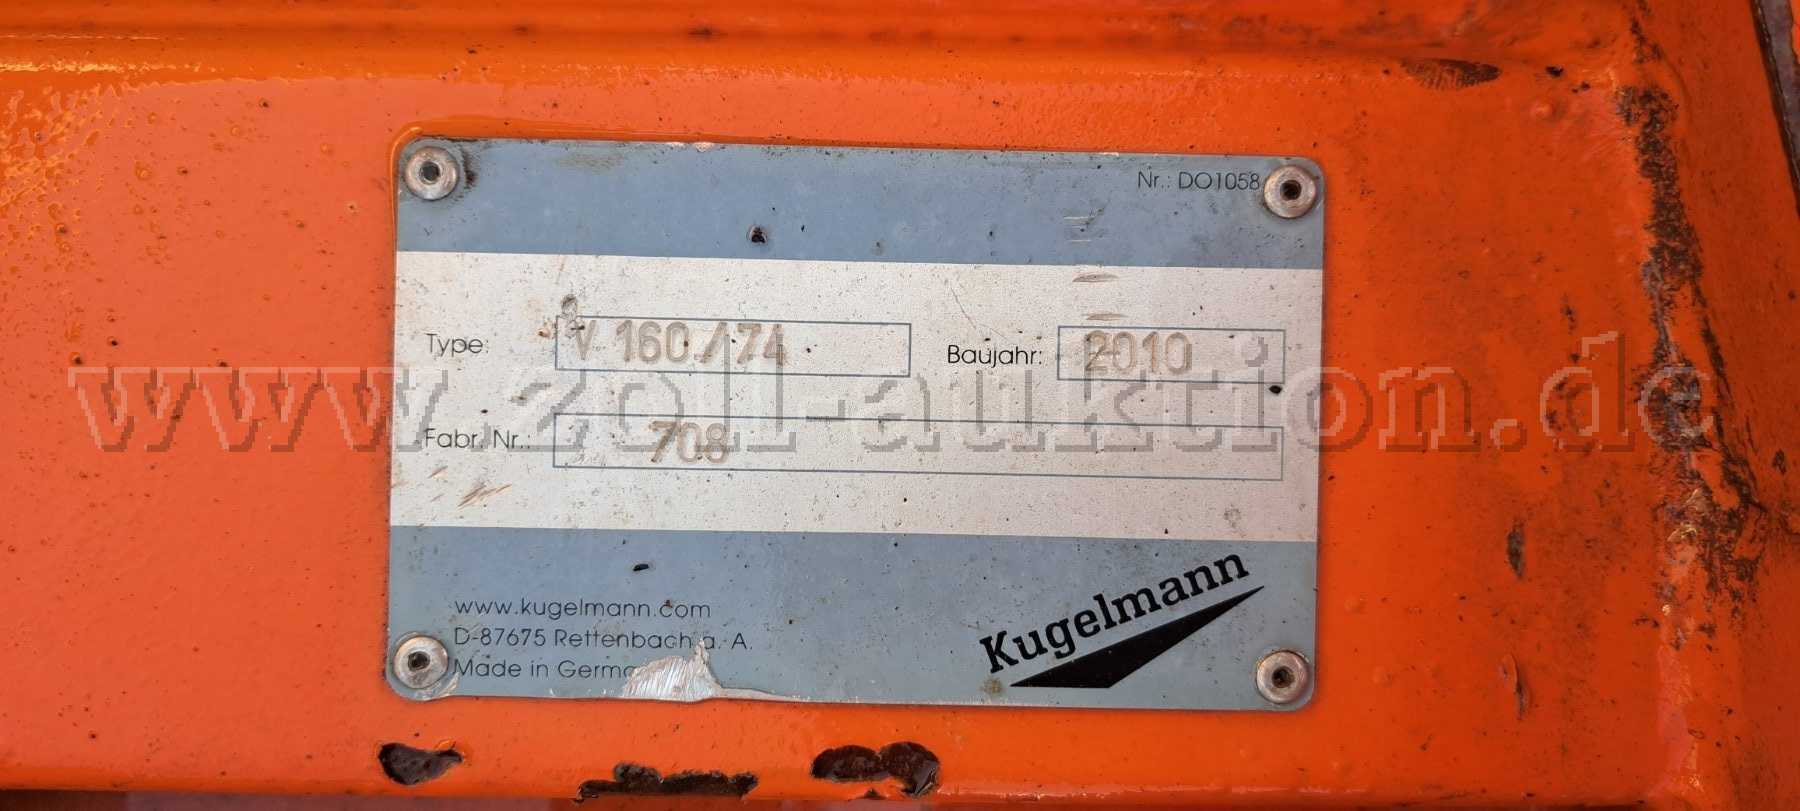 Nr.: DO1058
Type: V 160/74 Baujahr: 2010
www.zoll-auktion.de
Fabr. Nr.: 708
www.kugelmann.com
D-87675 Rettenbach a. A.
Made in Germa
Kugelmann